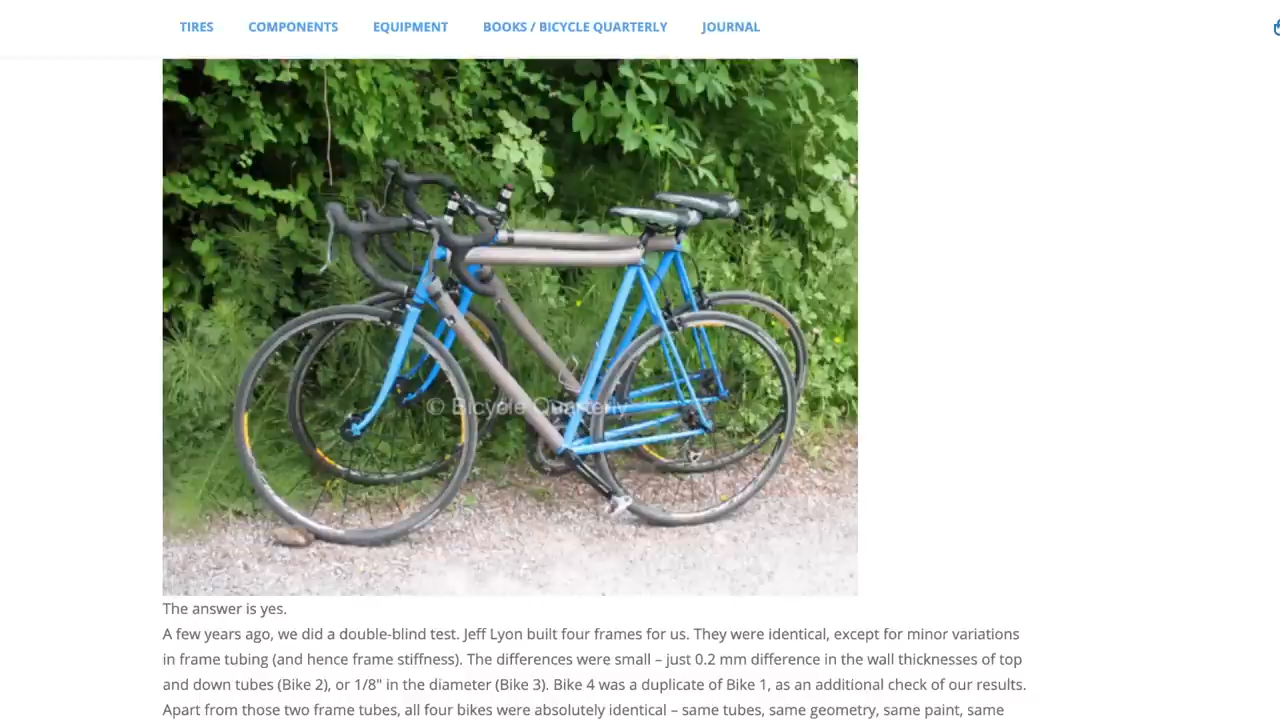 TIRES COMPONENTS EQUIPMENT BOOKS / BICYCLE QUARTERLY JOURNAL
© Bicycle Quarterly
The answer is yes.
A few years ago, we did a double-blind test. Jeff Lyon built four frames for us. They were identical, except for minor variations
in frame tubing (and hence frame stiffness). The differences were small – just 0.2 mm difference in the wall thicknesses of top
and down tubes (Bike 2), or 1/8" in the diameter (Bike 3). Bike 4 was a duplicate of Bike 1, as an additional check of our results.
Apart from those two frame tubes, all four bikes were absolutely identical – same tubes, same geometry, same paint, same